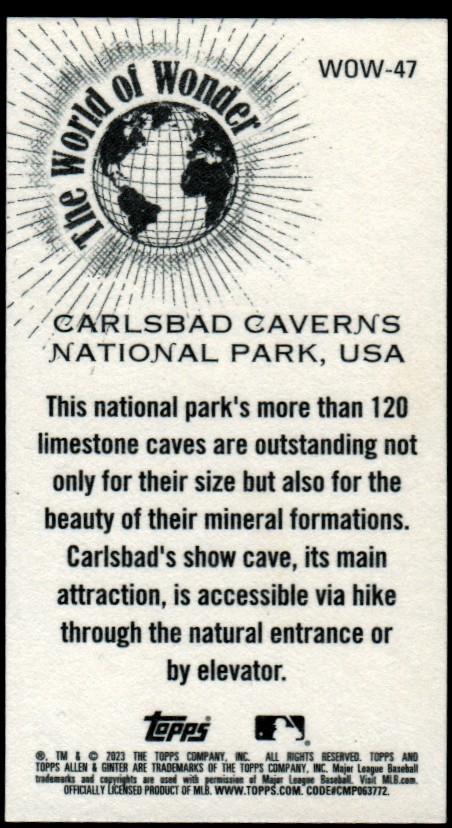 WOW-47
The World of Wonder
CARLSBAD CAVERNS
NATIONAL PARK, USA
This national park's more than 120
limestone caves are outstanding not
only for their size but also for the
beauty of their mineral formations.
Carlsbad's show cave, its main
attraction, is accessible via hike
through the natural entrance or
by elevator.
Topps
®, TM & © 2023 THE TOPPS COMPANY, INC. ALL RIGHTS RESERVED. TOPPS AND
TOPPS ALLEN & GINTER ARE TRADEMARKS OF THE TOPPS COMPANY, INC. Major League Baseball
trademarks and copyrights are used with permission of Major League Baseball. Visit MLB.com.
OFFICIALLY LICENSED PRODUCT OF MLB. WWW.TOPPS.COM. CODE#CMP063772.